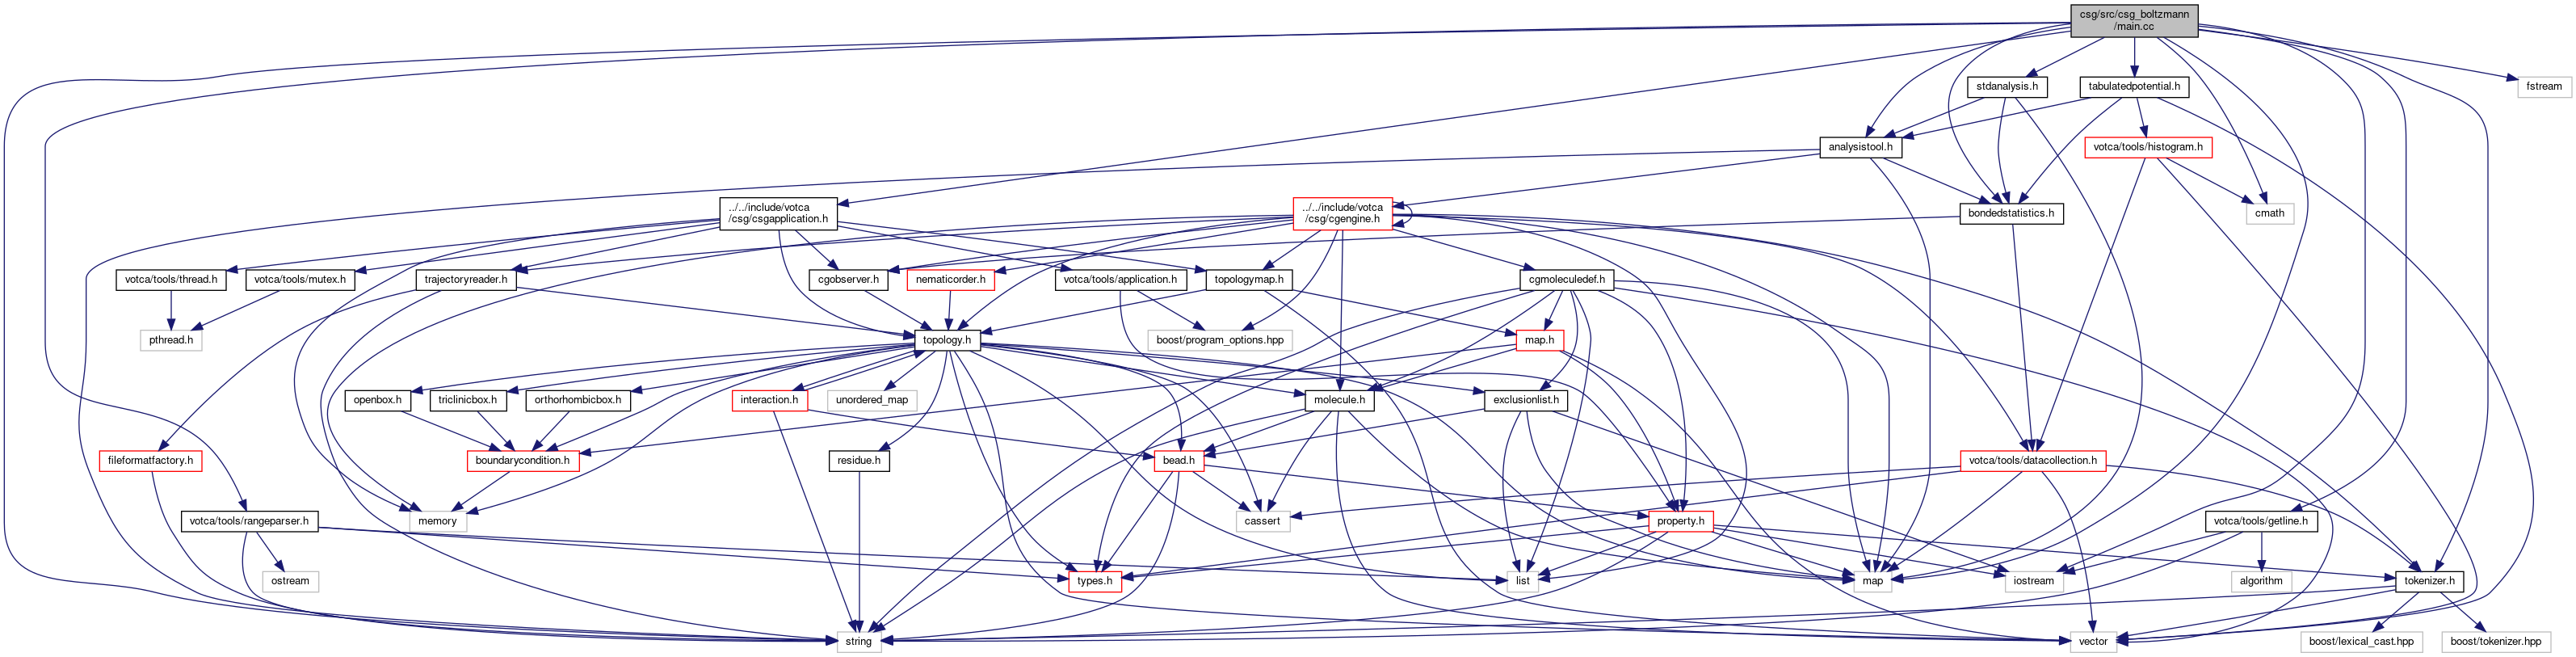 csg/src/csg_boltzmann
/main.cc
stdanalysis.h
tabulatedpotential.h
fstream
analysistool.h
votca/tools/histogram.h
../../include/votca
/csg/csgapplication.h
../../include/votca
/csg/cgengine.h
bondedstatistics.h
cmath
votca/tools/thread.h
votca/tools/mutex.h
trajectoryreader.h
cgobserver.h
nematicorder.h
votca/tools/application.h
topologymap.h
cgmoleculedef.h
pthread.h
topology.h
boost/program_options.hpp
map.h
openbox.h
triclinicbox.h
orthorhombicbox.h
interaction.h
unordered_map
molecule.h
exclusionlist.h
fileformatfactory.h
boundarycondition.h
residue.h
bead.h
votca/tools/datacollection.h
votca/tools/rangeparser.h
memory
cassert
property.h
votca/tools/getline.h
ostream
types.h
list
map
iostream
algorithm
tokenizer.h
string
vector
boost/lexical_cast.hpp
boost/tokenizer.hpp